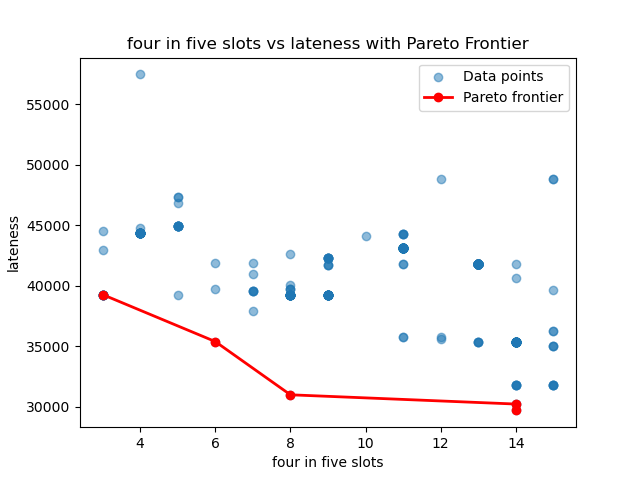 four in five slots vs lateness with Pareto Frontier
Data points
Pareto frontier
55000
50000
45000
40000
35000
30000
lateness
4
6
8
10
12
14
four in five slots